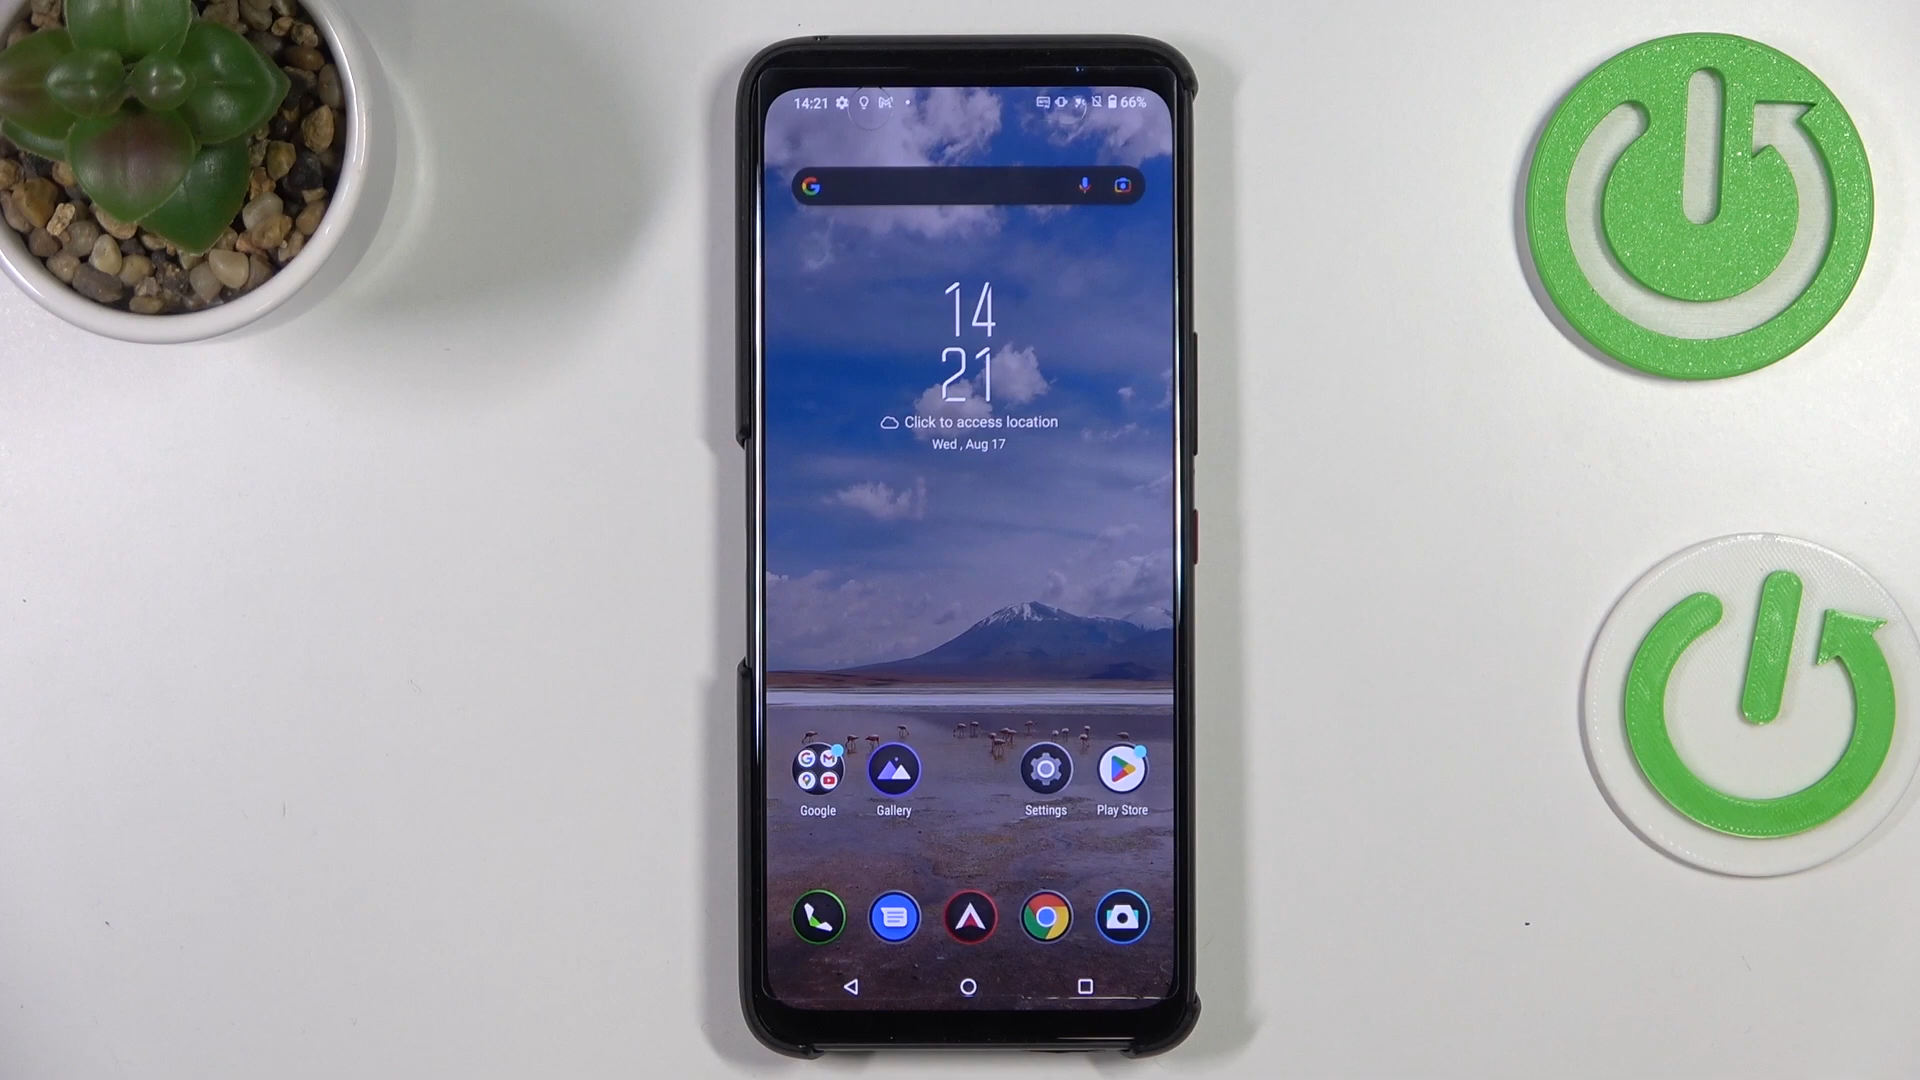 14:21 66%
14
21
Click to access location
Wed , Aug 17
Google Gallery Settings Play Store